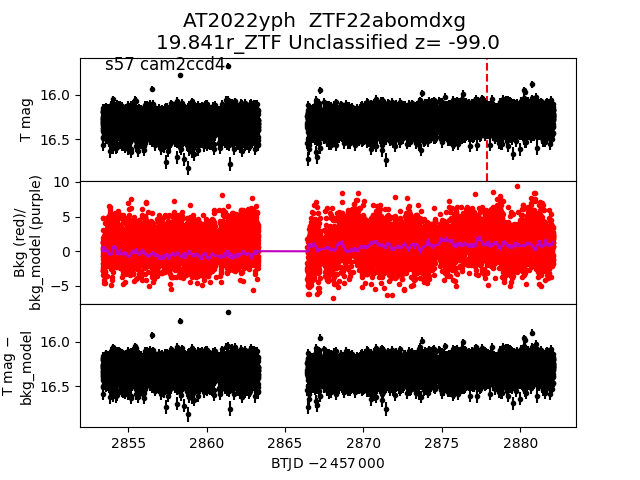 AT2022yph  ZTF22abomdxg
19.841r_ZTF Unclassified z= -99.0
s57 cam2ccd4
T mag
16.0
16.5
Bkg (red)/
bkg_model (purple)
10
5
0
−5
T mag −
bkg_model
16.0
16.5
2855 2860 2865 2870 2875 2880
BTJD −2 457 000